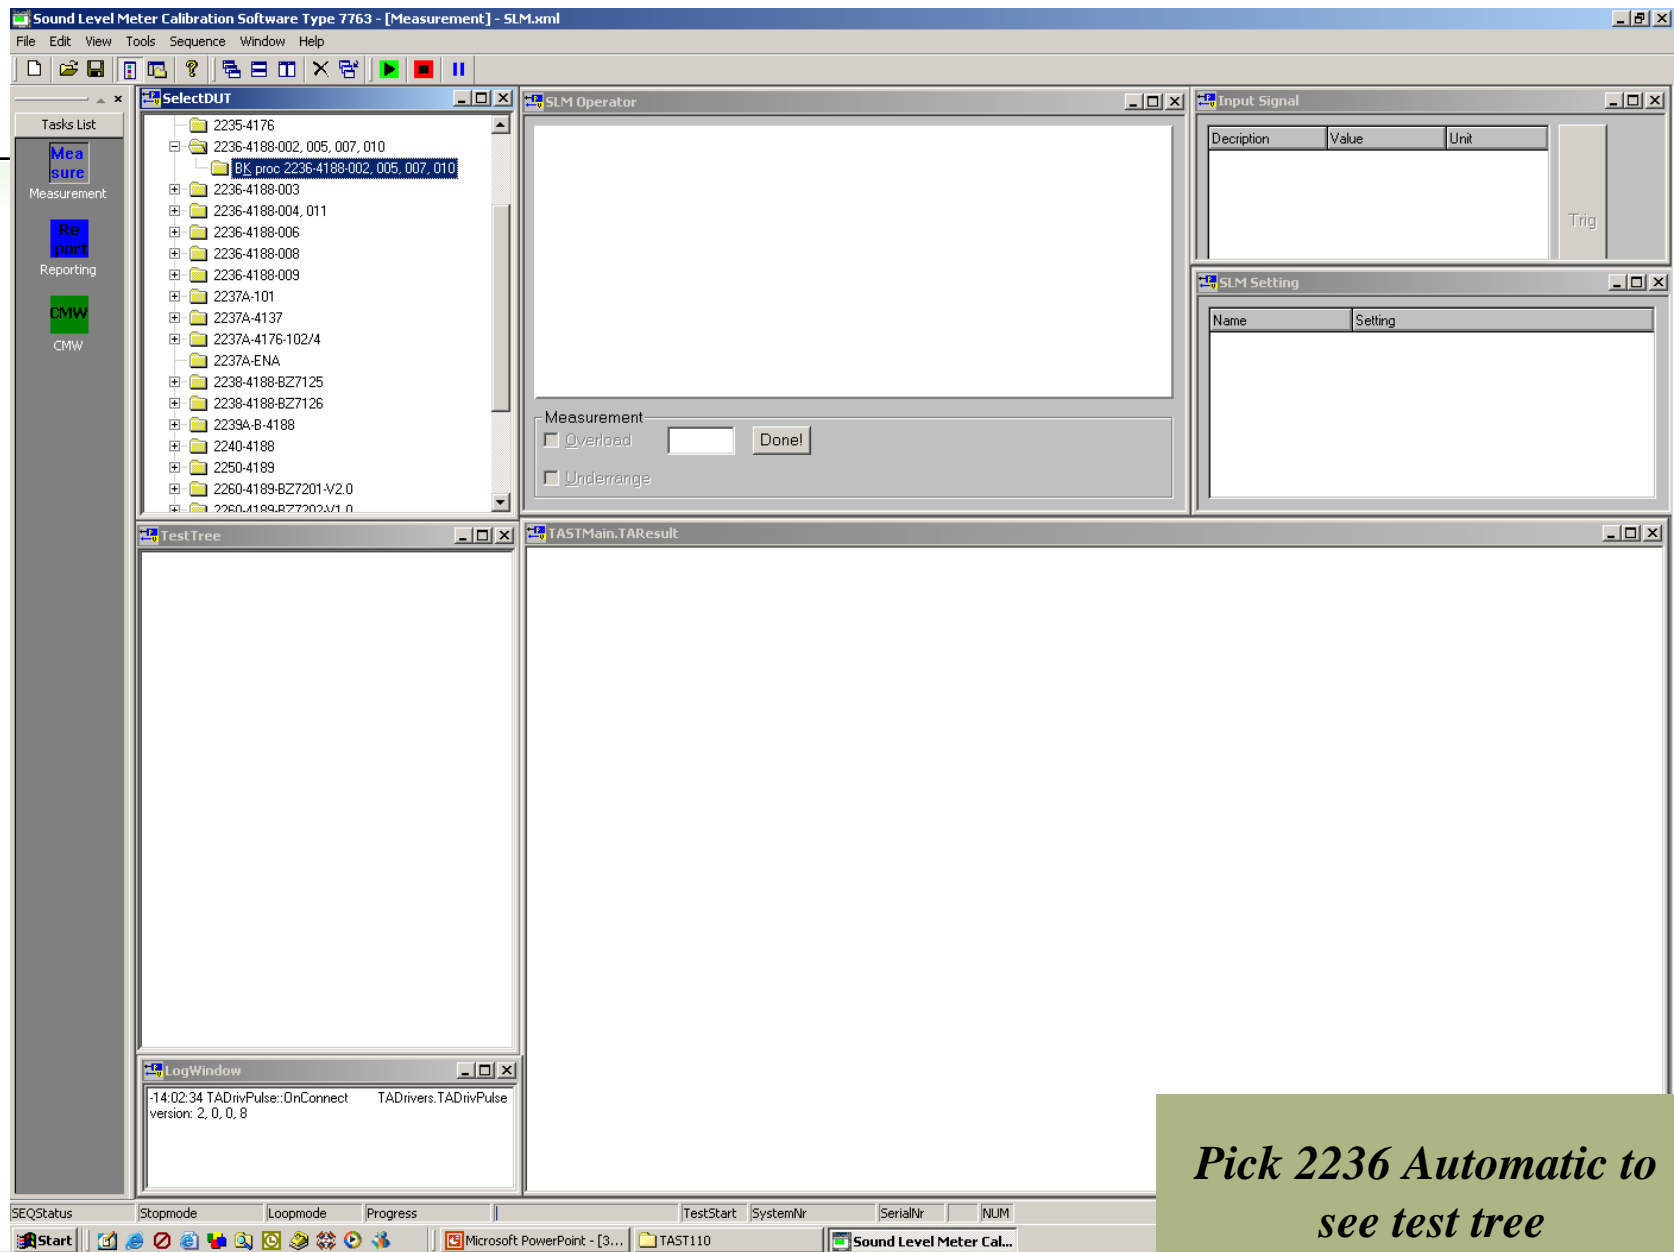 Sound Level Meter Calibration Software Type 7763 - [Measurement] - SLM.xml
File Edit View Tools Sequence Window Help
Tasks List
Mea
sure
Measurement
Re
port
Reporting
CMW
CMW
SelectDUT
2235-4176
2236-4188-002, 005, 007, 010
BK proc 2236-4188-002, 005, 007, 010
2236-4188-003
2236-4188-004, 011
2236-4188-006
2236-4188-008
2236-4188-009
2237A-101
2237A-4137
2237A-4176-102/4
2237A-ENA
2238-4188-BZ7125
2238-4188-BZ7126
2239A-B-4188
2240-4188
2250-4189
2260-4189-BZ7201-V2.0
2260-4189-BZ7202-V1.0
SLM Operator
Measurement
Overload
Done!
Underrange
Input Signal
Decription Value Unit
Trig
SLM Setting
Name Setting
TestTree
TASTMain.TAResult
LogWindow
-14:02:34 TADrivPulse::OnConnect TADrivers.TADrivPulse
version: 2, 0, 0, 8
Pick 2236 Automatic to
see test tree
SEQStatus Stopmode Loopmode Progress TestStart SystemNr SerialNr NUM
Start Microsoft PowerPoint - [3... TAST110 Sound Level Meter Cal...